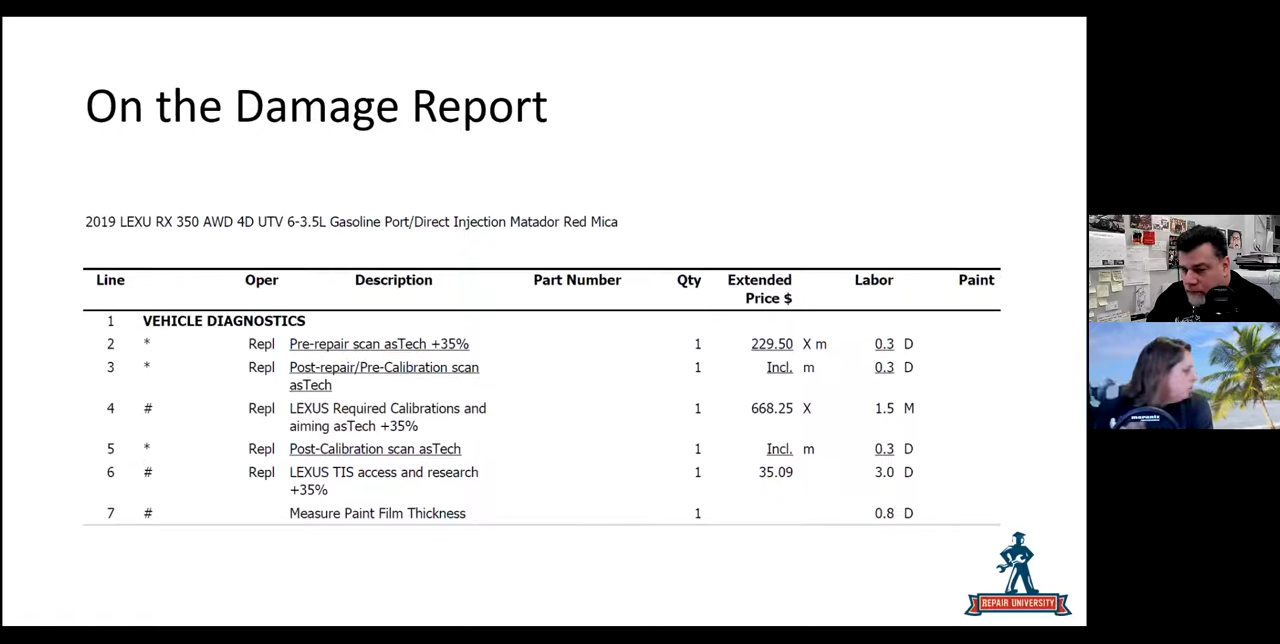 On the Damage Report
2019 LEXU RX 350 AWD 4D UTV 6-3.5L Gasoline Port/Direct Injection Matador Red Mica
Line Oper Description Part Number Qty Extended Price $ Labor Paint
1 VEHICLE DIAGNOSTICS
2 * Repl Pre-repair scan asTech +35% 1 229.50 X m 0.3 D
3 * Repl Post-repair/Pre-Calibration scan 1 Incl. m 0.3 D
asTech
4 # Repl LEXUS Required Calibrations and 1 668.25 X 1.5 M
aiming asTech +35%
5 * Repl Post-Calibration scan asTech 1 Incl. m 0.3 D
6 # Repl LEXUS TIS access and research 1 35.09 3.0 D
+35%
7 # Measure Paint Film Thickness 1 0.8 D
REPAIR UNIVERSITY
marantz